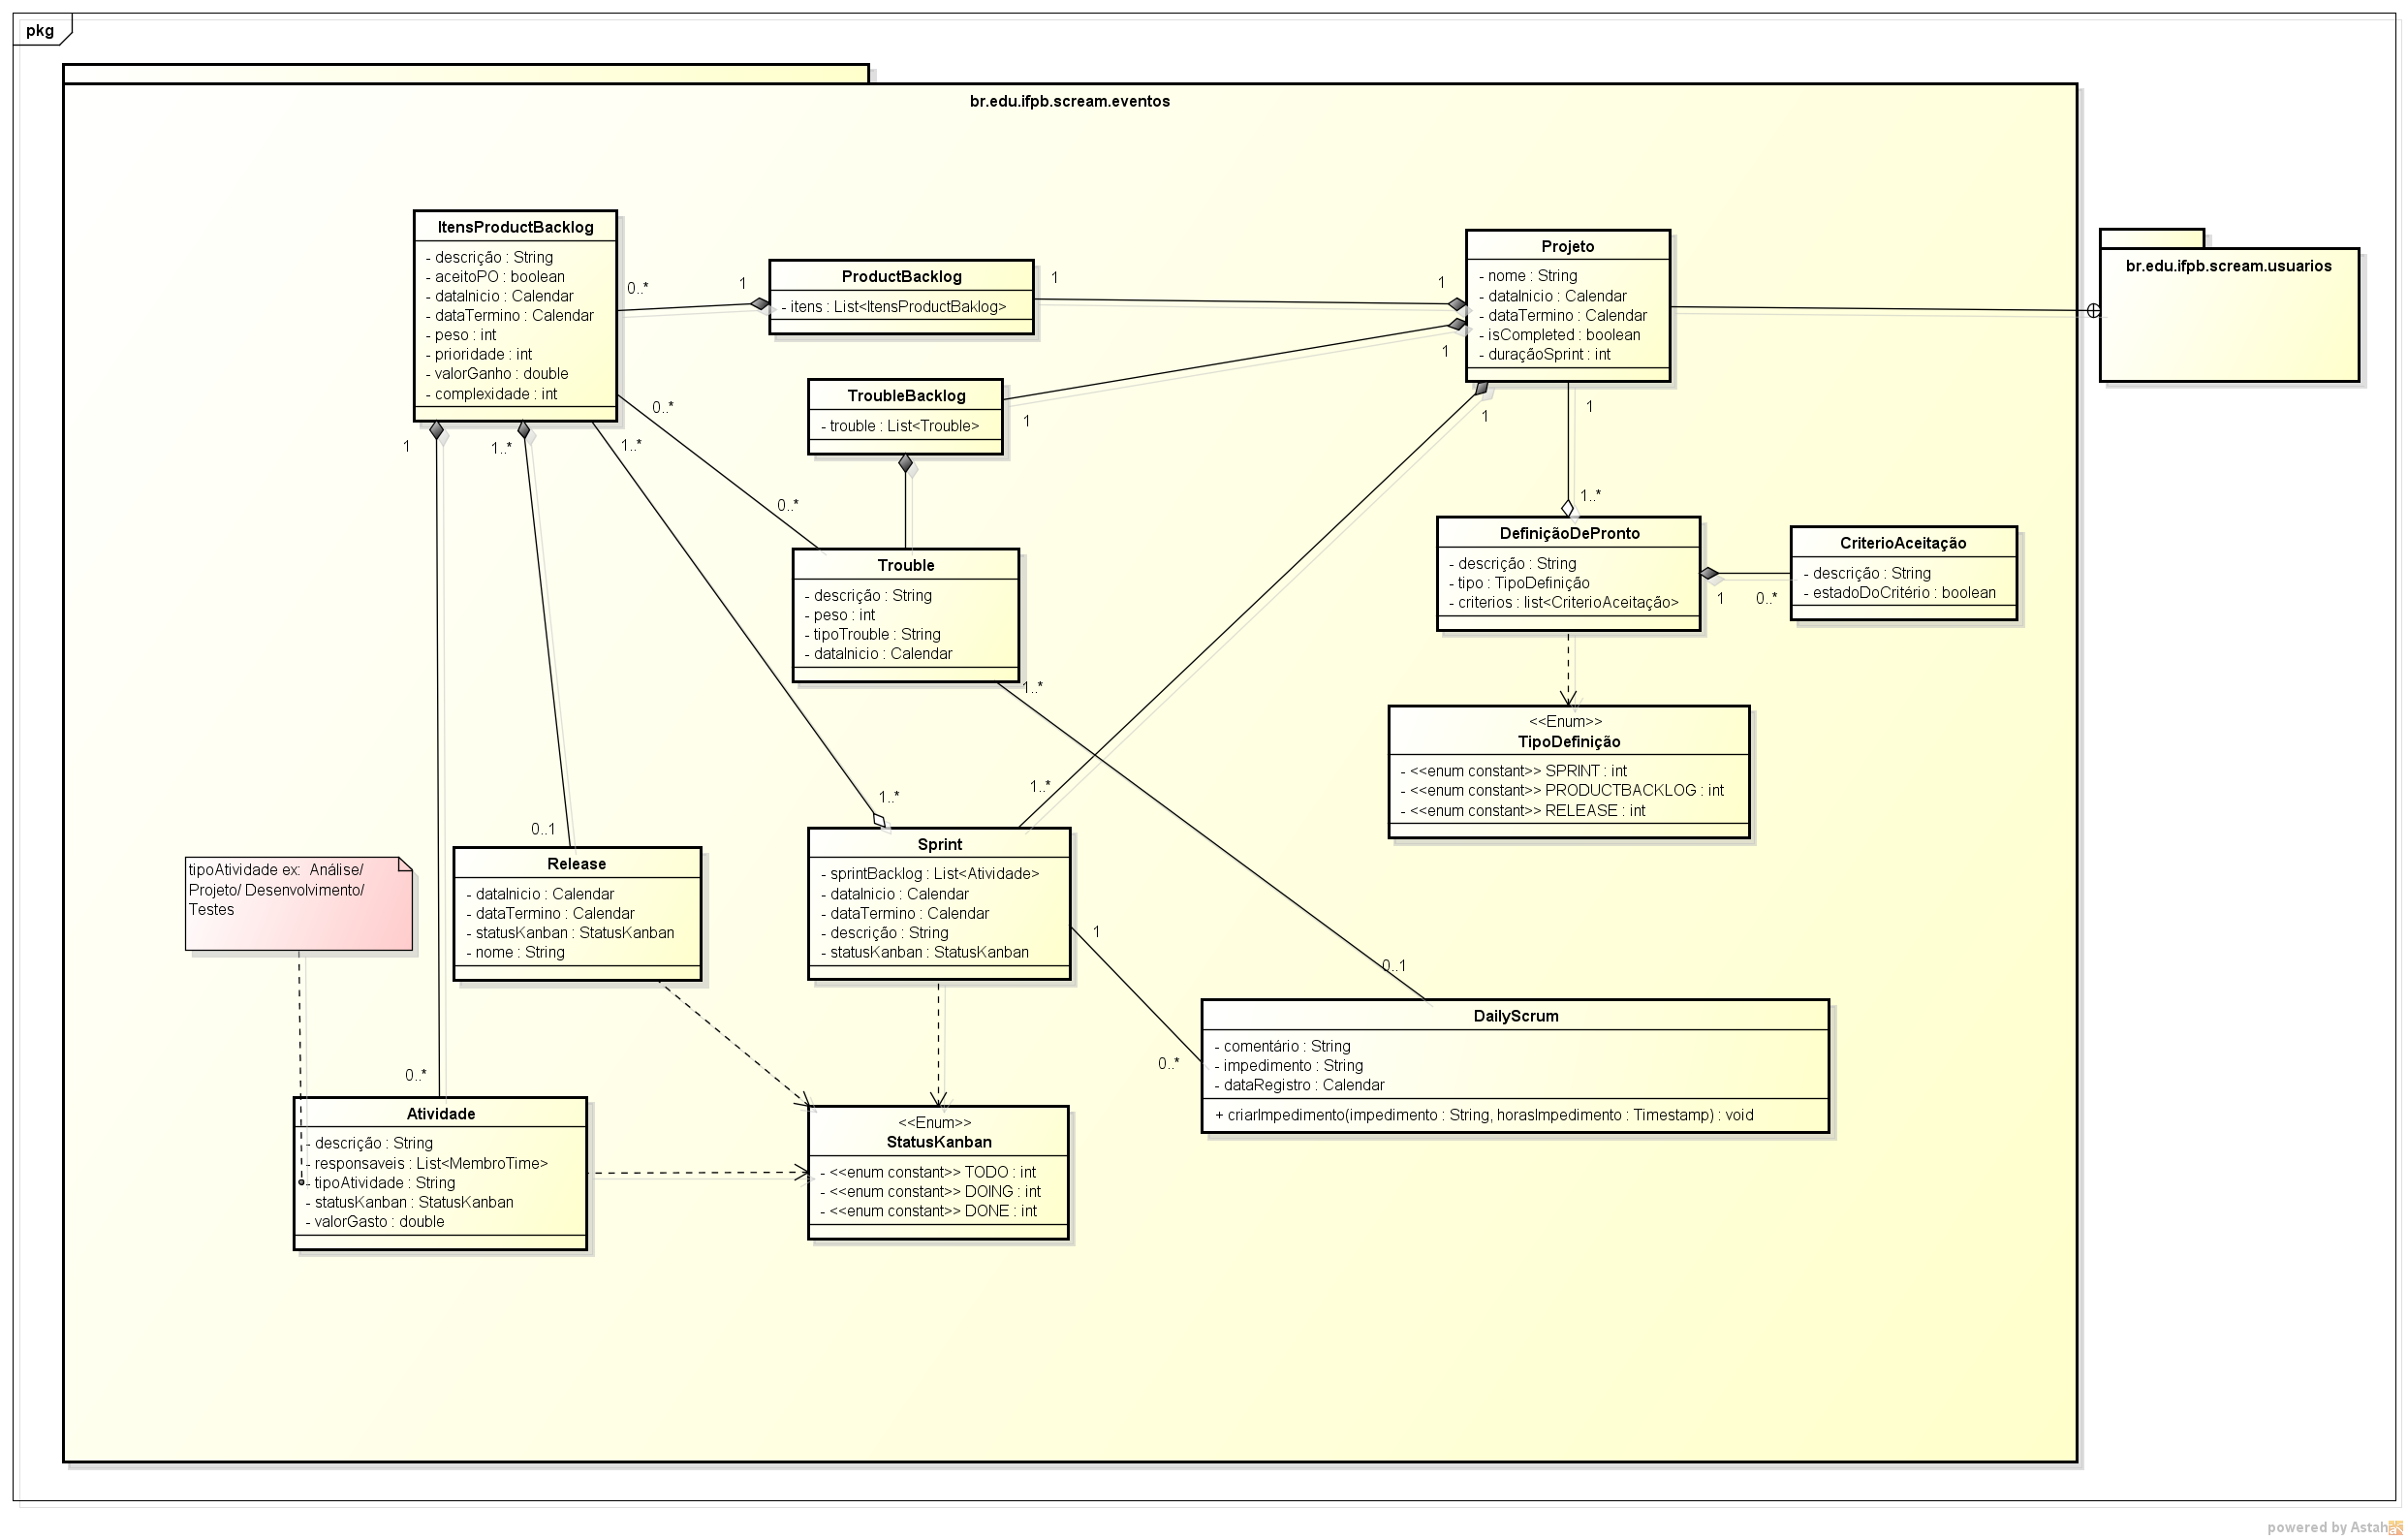 pkg
br.edu.ifpb.scream.eventos
ItensProductBacklog
- descrição : String
- aceitoPO : boolean
- dataInicio : Calendar
- dataTermino : Calendar
- peso : int
- prioridade : int
- valorGanho : double
- complexidade : int
0..*
1
ProductBacklog
- itens : List<ItensProductBaklog>
1
1
Projeto
- nome : String
- dataInicio : Calendar
- dataTermino : Calendar
- isCompleted : boolean
- duraçãoSprint : int
br.edu.ifpb.scream.usuarios
TroubleBacklog
- trouble : List<Trouble>
1
1
1
1
1..*
1..*
0..*
0..*
1
1..*
Trouble
- descrição : String
- peso : int
- tipoTrouble : String
- dataInicio : Calendar
DefiniçãoDePronto
- descrição : String
- tipo : TipoDefinição
- criterios : list<CriterioAceitação>
1
0..*
CriterioAceitação
- descrição : String
- estadoDoCritério : boolean
1..*
<<Enum>>
TipoDefinição
- <<enum constant>> SPRINT : int
- <<enum constant>> PRODUCTBACKLOG : int
- <<enum constant>> RELEASE : int
1..*
1..*
0..1
tipoAtividade ex:  Análise/
Projeto/ Desenvolvimento/
Testes
Release
- dataInicio : Calendar
- dataTermino : Calendar
- statusKanban : StatusKanban
- nome : String
Sprint
- sprintBacklog : List<Atividade>
- dataInicio : Calendar
- dataTermino : Calendar
- descrição : String
- statusKanban : StatusKanban
1
0..1
0..*
DailyScrum
- comentário : String
- impedimento : String
- dataRegistro : Calendar
+ criarImpedimento(impedimento : String, horasImpedimento : Timestamp) : void
0..*
Atividade
- descrição : String
- responsaveis : List<MembroTime>
- tipoAtividade : String
- statusKanban : StatusKanban
- valorGasto : double
<<Enum>>
StatusKanban
- <<enum constant>> TODO : int
- <<enum constant>> DOING : int
- <<enum constant>> DONE : int
powered by Astah